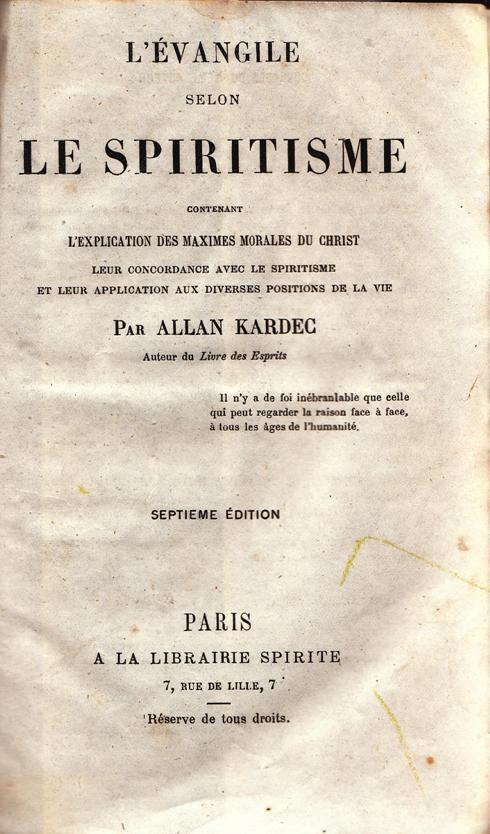 L'ÉVANGILE
SELON
LE SPIRITISME
CONTENANT
L'EXPLICATION DES MAXIMES MORALES DU CHRIST
LEUR CONCORDANCE AVEC LE SPIRITISME
ET LEUR APPLICATION AUX DIVERSES POSITIONS DE LA VIE
PAR ALLAN KARDEC
Auteur du Livre des Esprits
Il n'y a de foi inébranlable que celle
qui peut regarder la raison face à face,
à tous les âges de l'humanité.
SEPTIEME ÉDITION
PARIS
A LA LIBRAIRIE SPIRITE
7, RUE DE LILLE, 7
Réserve de tous droits.